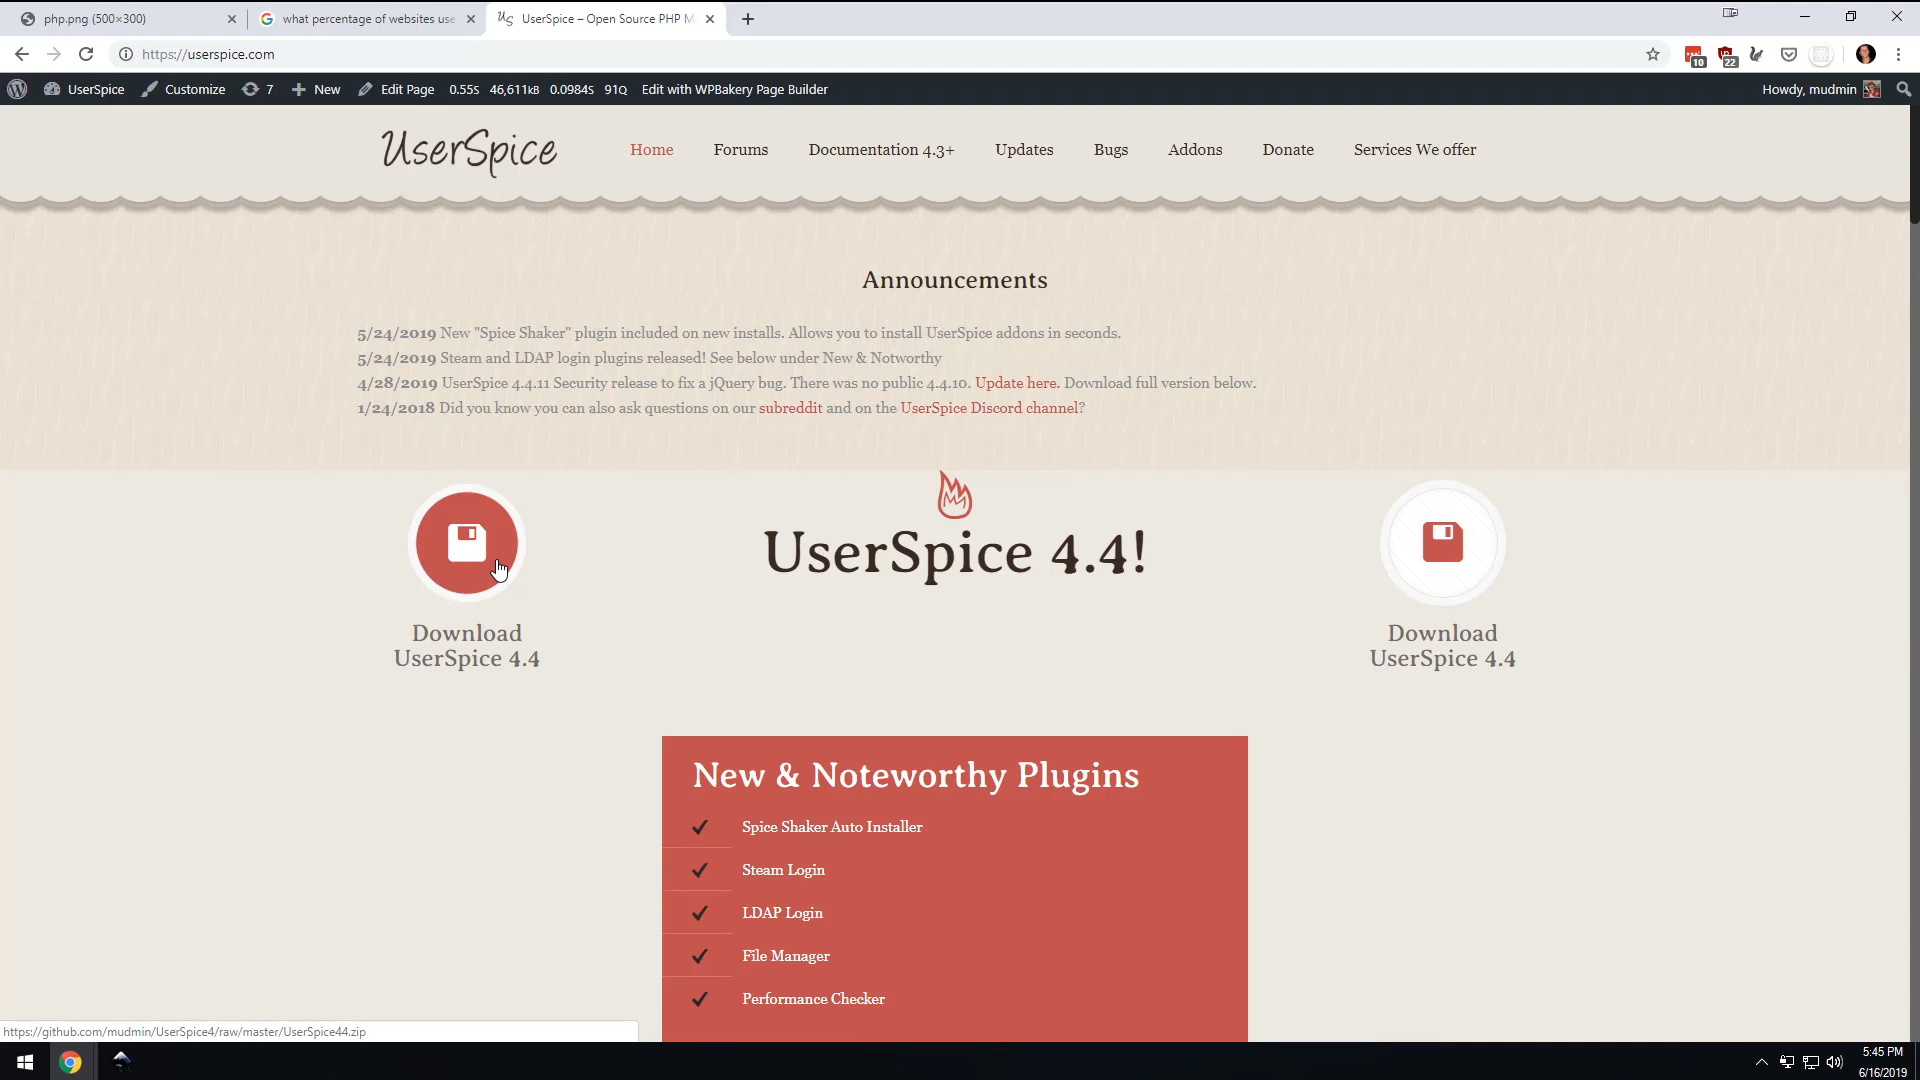 php.png (500×300)
what percentage of websites use
UserSpice – Open Source PHP M
https://userspice.com
10
22
UserSpice
Customize
7
New
Edit Page
0.55s
46,611kB
0.0984s
91Q
Edit with WPBakery Page Builder
Howdy, mudmin
UserSpice
Home
Forums
Documentation 4.3+
Updates
Bugs
Addons
Donate
Services We offer
Announcements
5/24/2019 New "Spice Shaker" plugin included on new installs. Allows you to install UserSpice addons in seconds.
5/24/2019 Steam and LDAP login plugins released! See below under New & Notworthy
4/28/2019 UserSpice 4.4.11 Security release to fix a jQuery bug. There was no public 4.4.10. Update here. Download full version below.
1/24/2018 Did you know you can also ask questions on our subreddit and on the UserSpice Discord channel?
UserSpice 4.4!
Download
UserSpice 4.4
Download
UserSpice 4.4
New & Noteworthy Plugins
Spice Shaker Auto Installer
Steam Login
LDAP Login
File Manager
Performance Checker
https://github.com/mudmin/UserSpice4/raw/master/UserSpice44.zip
5:45 PM
6/16/2019